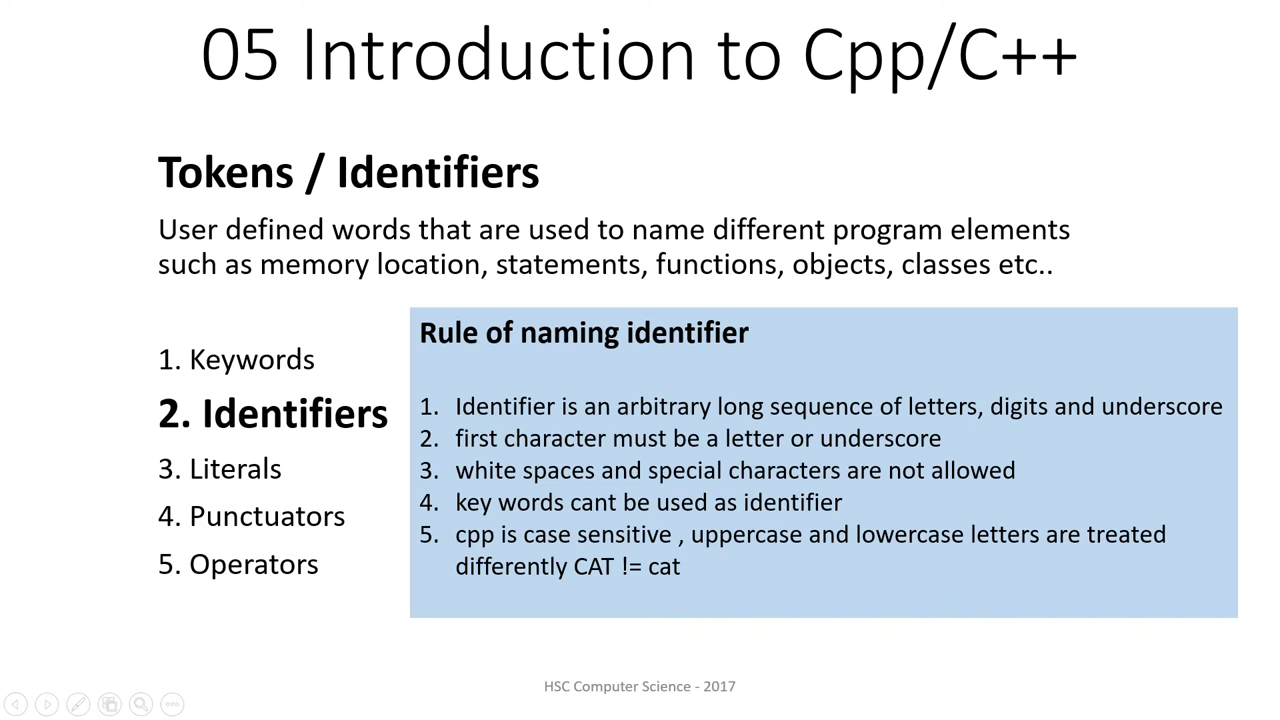 05 Introduction to Cpp/C++
Tokens / Identifiers
User defined words that are used to name different program elements
such as memory location, statements, functions, objects, classes etc..
1. Keywords
2. Identifiers
3. Literals
4. Punctuators
5. Operators
Rule of naming identifier
1. Identifier is an arbitrary long sequence of letters, digits and underscore
2. first character must be a letter or underscore
3. white spaces and special characters are not allowed
4. key words cant be used as identifier
5. cpp is case sensitive , uppercase and lowercase letters are treated
differently CAT != cat
HSC Computer Science - 2017